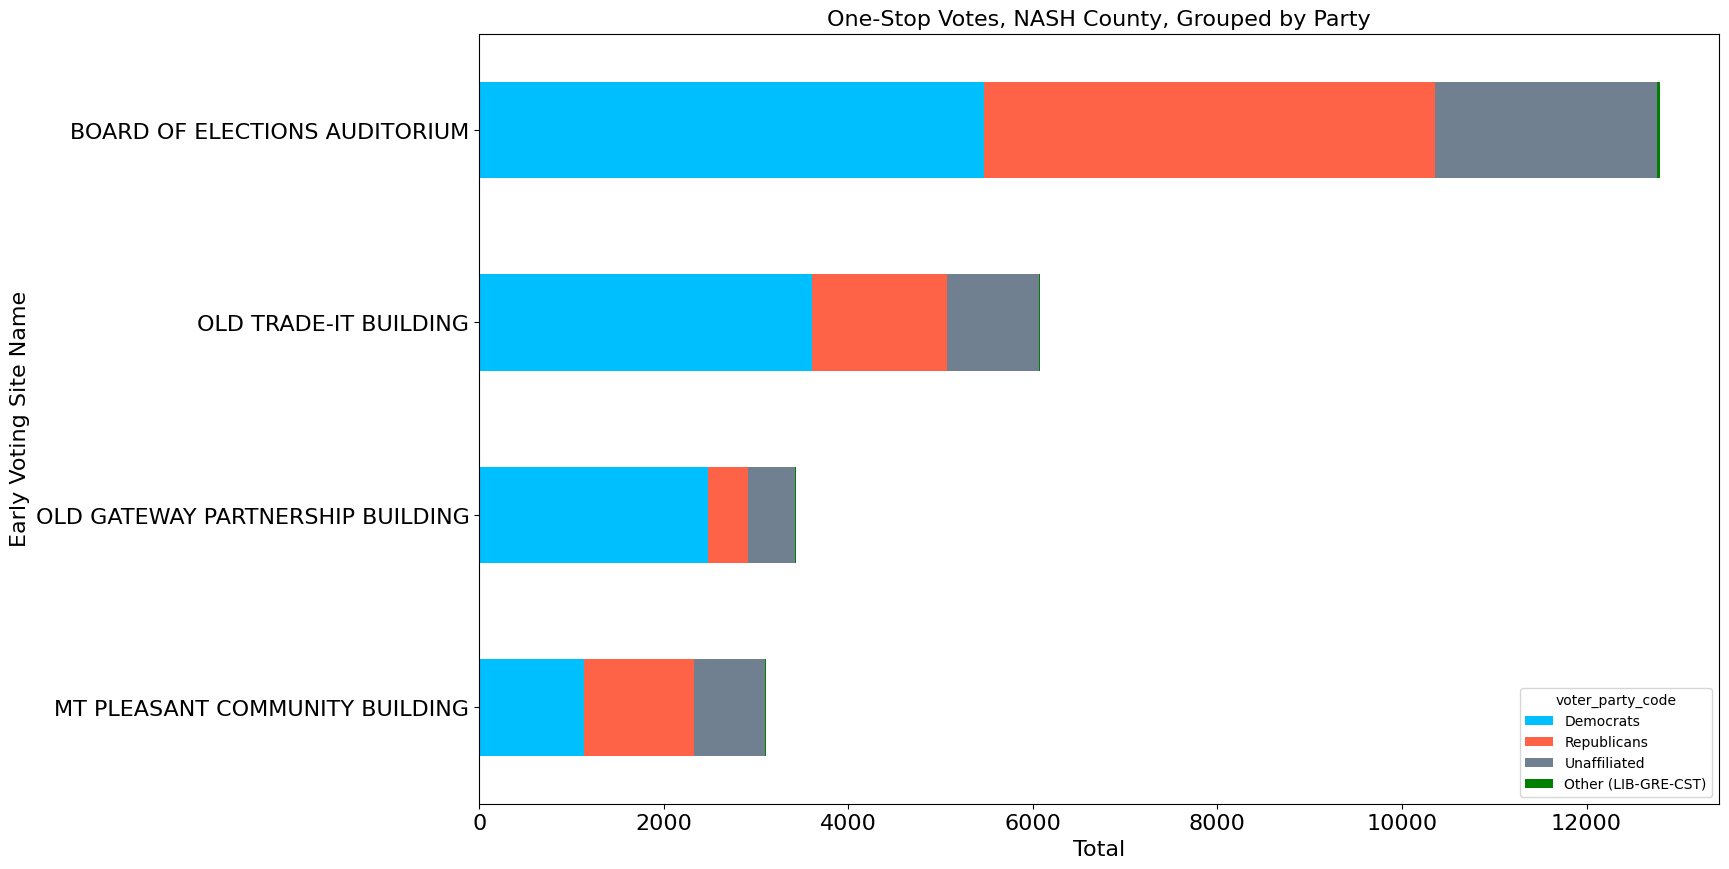 One-Stop Votes, NASH County, Grouped by Party
Early Voting Site Name
BOARD OF ELECTIONS AUDITORIUM
OLD TRADE-IT BUILDING
OLD GATEWAY PARTNERSHIP BUILDING
MT PLEASANT COMMUNITY BUILDING
voter_party_code
Democrats
Republicans
Unaffiliated
Other (LIB-GRE-CST)
0 2000 4000 6000 8000 10000 12000
Total